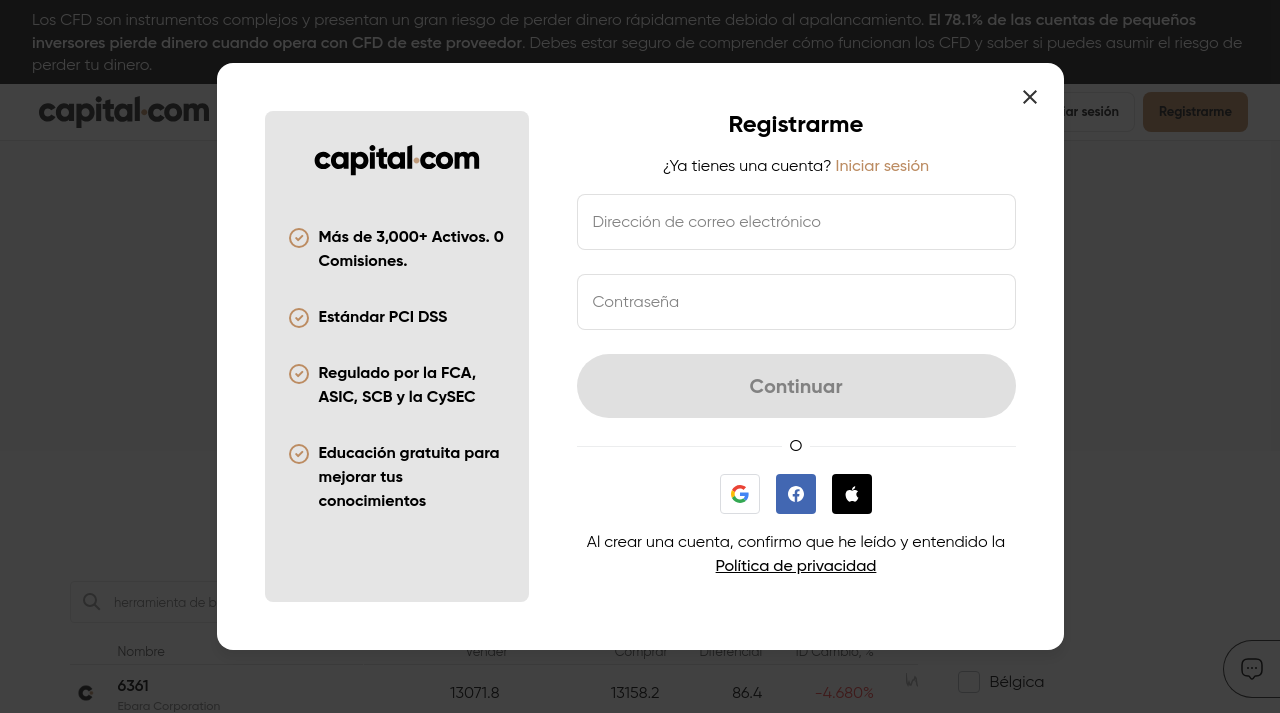 Los CFD son instrumentos complejos y presentan un gran riesgo de perder dinero rápidamente debido al apalancamiento. El 78.1% de las cuentas de pequeños
inversores pierde dinero cuando opera con CFD de este proveedor. Debes estar seguro de comprender cómo funcionan los CFD y saber si puedes asumir el riesgo de
perder tu dinero.
capital.com
sesión
Registrarme
capital.com
Más de 3,000+ Activos. 0
Comisiones.
Estándar PCI DSS
Regulado por la FCA,
ASIC, SCB y la CySEC
Educación gratuita para
mejorar tus
conocimientos
Registrarme
¿Ya tienes una cuenta? Iniciar sesión
Dirección de correo electrónico
Contraseña
Continuar
O
Al crear una cuenta, confirmo que he leído y entendido la
Política de privacidad
herramienta de
Nombre Vender Comprar Diferencial ID Cambio, %
6361 13071.8 13158.2 86.4 -4.680%
Ebara Corporation
Bélgica